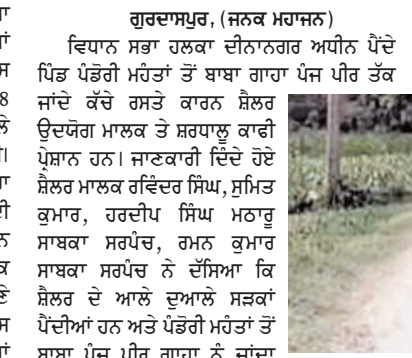 ਗੁਰਦਾਸਪੁਰ, (ਜਨਕ ਮਹਾਜਨ)
ਵਿਧਾਨ ਸਭਾ ਹਲਕਾ ਦੀਨਾਨਗਰ ਅਧੀਨ ਪੈਂਦੇ
ਪਿੰਡ ਪੰਡੋਰੀ ਮਹੰਤਾਂ ਤੋਂ ਬਾਬਾ ਗਾਹਾ ਪੰਜ ਪੀਰ ਤੱਕ
ਜਾਂਦੇ ਕੱਚੇ ਰਸਤੇ ਕਾਰਨ ਸ਼ੈਲਰ
ਉਦਯੋਗ ਮਾਲਕ ਤੇ ਸ਼ਰਧਾਲੂ ਕਾਫੀ
ਪ੍ਰੇਸ਼ਾਨ ਹਨ। ਜਾਣਕਾਰੀ ਦਿੰਦੇ ਹੋਏ
ਸ਼ੈਲਰ ਮਾਲਕ ਰਵਿੰਦਰ ਸਿੰਘ, ਸੁਮਿਤ
ਕੁਮਾਰ, ਹਰਦੀਪ ਸਿੰਘ ਮਠਾਰੂ
ਸਾਬਕਾ ਸਰਪੰਚ, ਰਮਨ ਕੁਮਾਰ
ਸਾਬਕਾ ਸਰਪੰਚ ਨੇ ਦੱਸਿਆ ਕਿ
ਸ਼ੈਲਰ ਦੇ ਆਲੇ ਦੁਆਲੇ ਸੜਕਾਂ
ਪੈਂਦੀਆਂ ਹਨ ਅਤੇ ਪੰਡੋਰੀ ਮਹੰਤਾਂ ਤੋਂ
ਬਾਬਾ ਪੰਜ ਪੀਰ ਗਾਹਾ ਨੂੰ ਜਾਂਦਾ